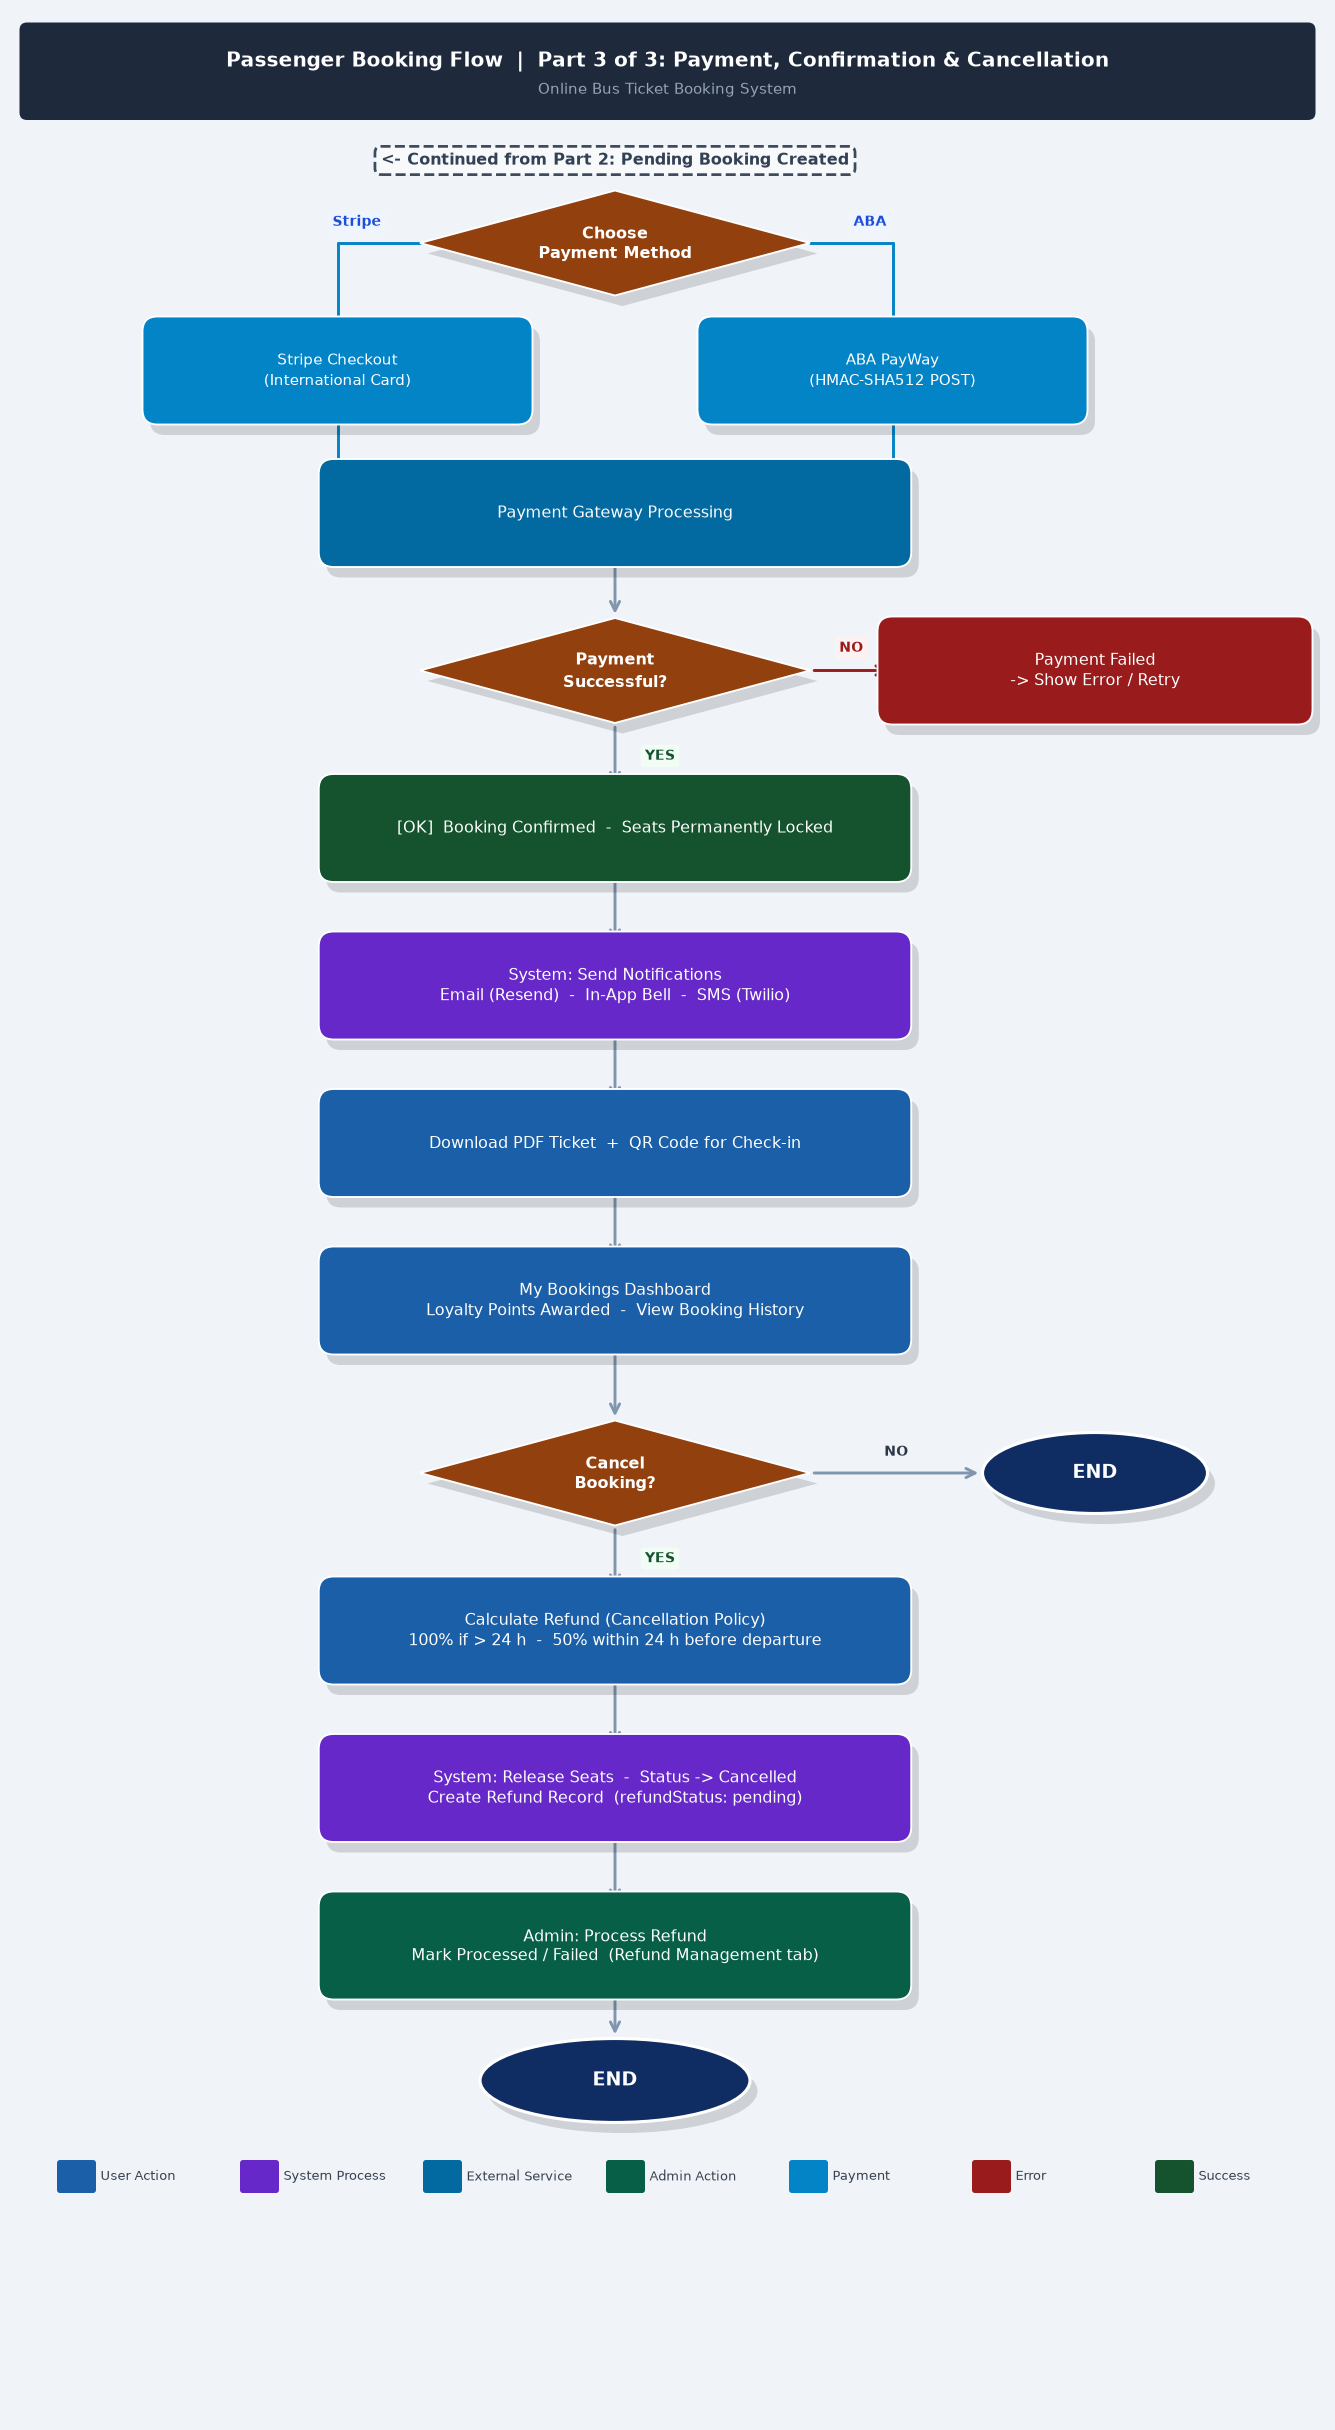 Passenger Booking Flow | Part 3 of 3: Payment, Confirmation & Cancellation
Online Bus Ticket Booking System
<- Continued from Part 2: Pending Booking Created
Stripe
ABA
Choose
Payment Method
Stripe Checkout
(International Card)
ABA PayWay
(HMAC-SHA512 POST)
Payment Gateway Processing
Payment
Successful?
NO
Payment Failed
-> Show Error / Retry
YES
[OK]  Booking Confirmed  -  Seats Permanently Locked
System: Send Notifications
Email (Resend)  -  In-App Bell  -  SMS (Twilio)
Download PDF Ticket  +  QR Code for Check-in
My Bookings Dashboard
Loyalty Points Awarded  -  View Booking History
Cancel
Booking?
NO
END
YES
Calculate Refund (Cancellation Policy)
100% if > 24 h  -  50% within 24 h before departure
System: Release Seats  -  Status -> Cancelled
Create Refund Record  (refundStatus: pending)
Admin: Process Refund
Mark Processed / Failed  (Refund Management tab)
END
User Action
System Process
External Service
Admin Action
Payment
Error
Success